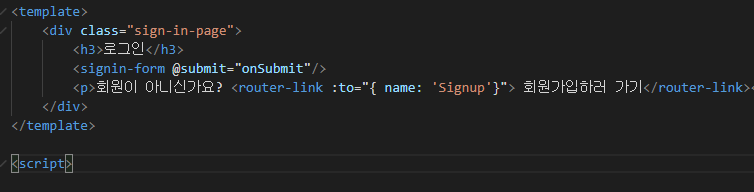 <template>
<div class="sign-in-page">
<h3>로그인</h3>
<signin-form @submit="onSubmit"/>
<p>회원이 아니신가요? <router-link :to="{ name: 'Signup'}"> 회원가입하러 가기</router-link><
</div>
</template>
<script>